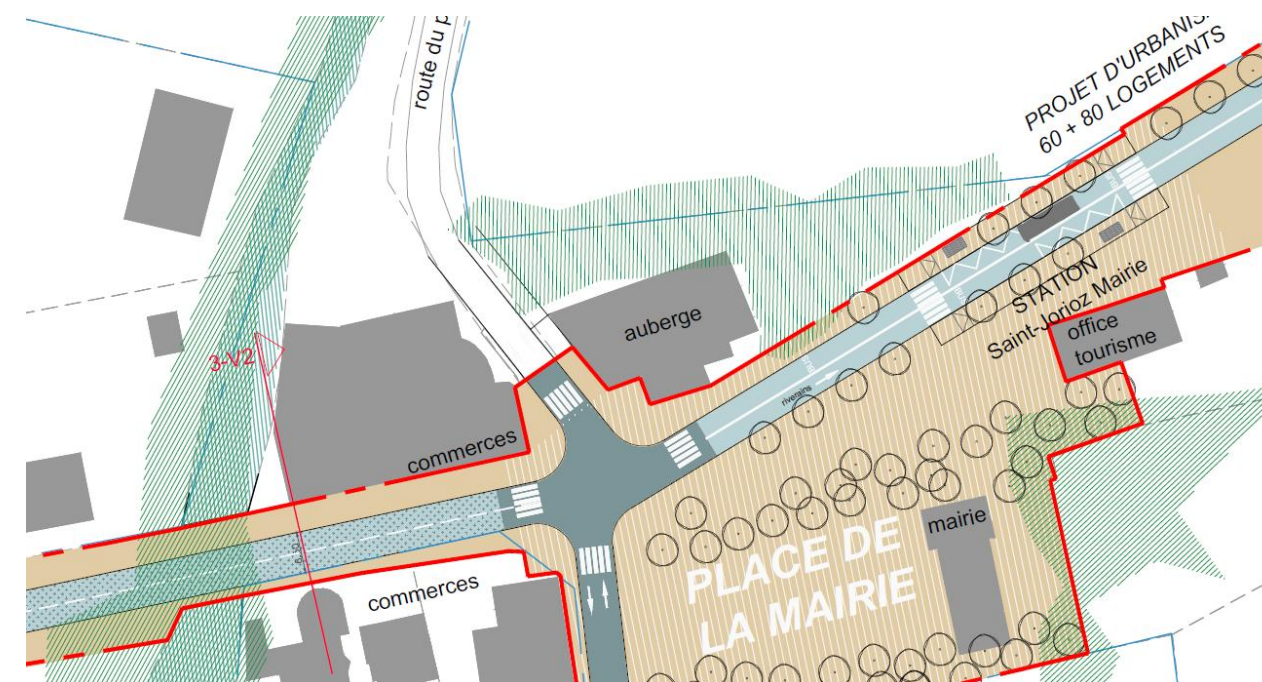 route du p
PROJET D'URBANIS
60 + 80 LOGEMENTS
auberge
STATION
Saint-Jorioz Mairie
office
tourisme
3-V2
riverains
commerces
mairie
PLACE DE
LA MAIRIE
commerces